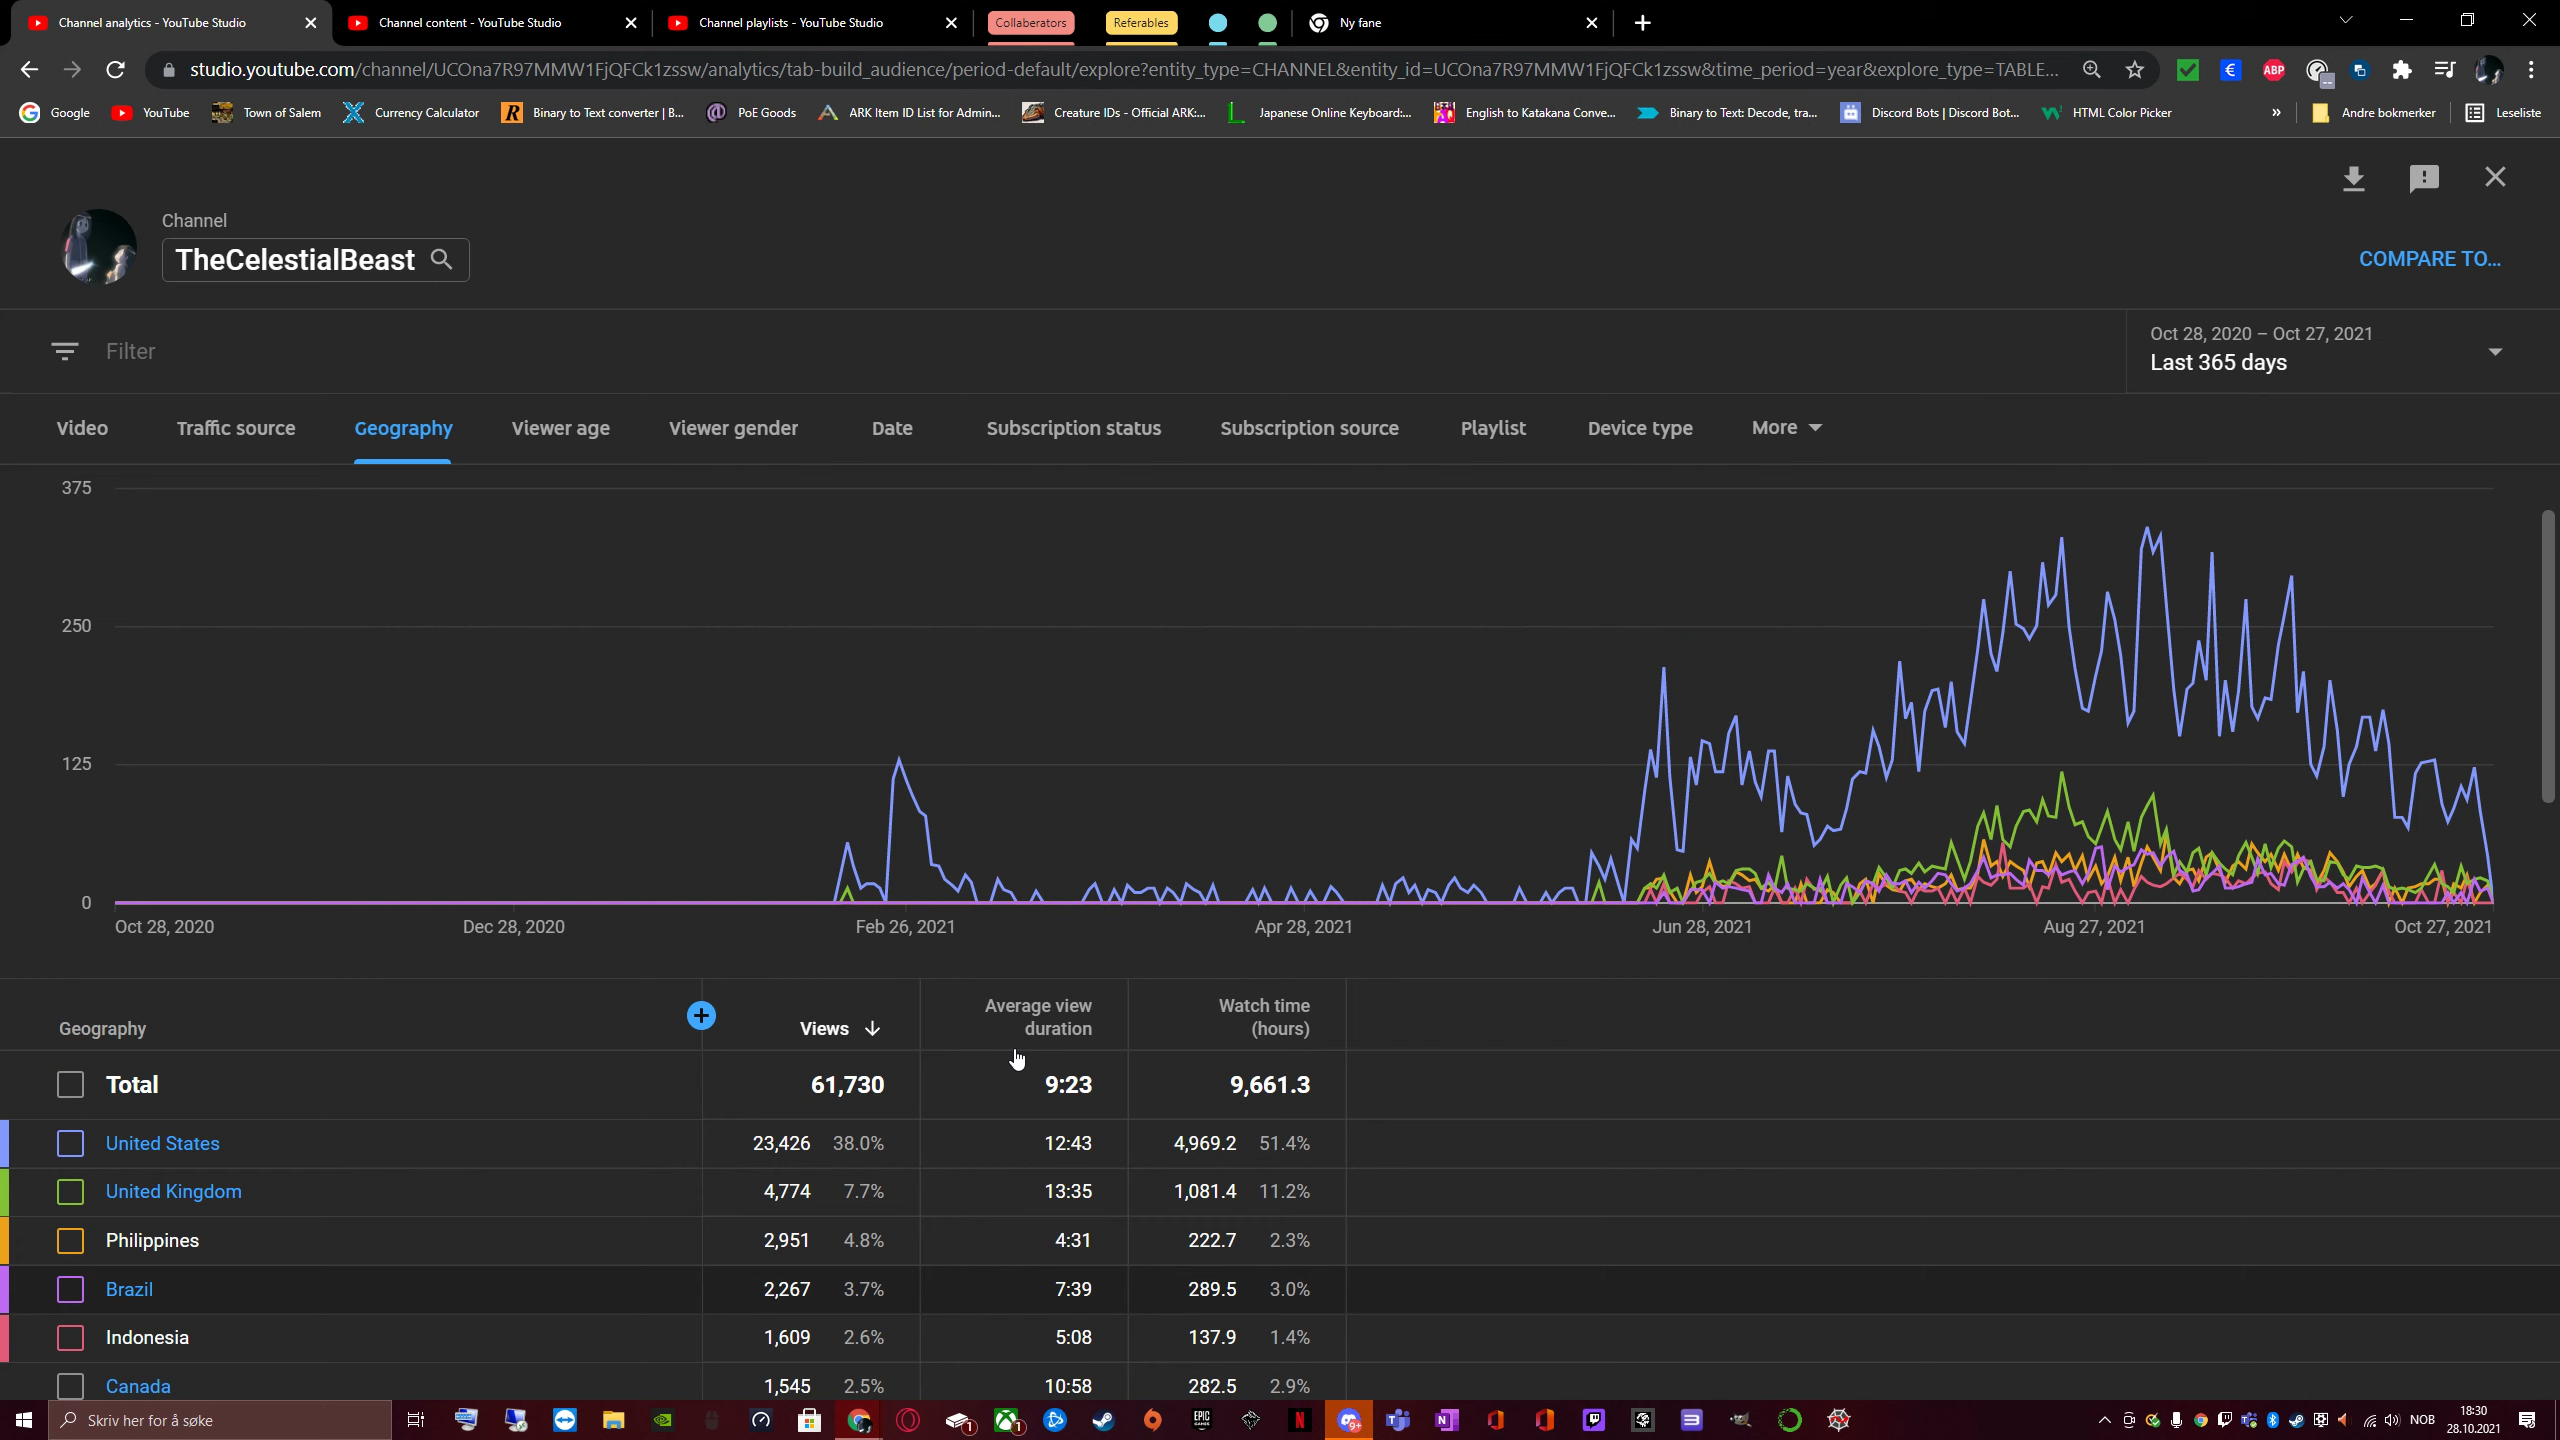 Channel analytics - YouTube Studio
Channel content - YouTube Studio
Channel playlists - YouTube Studio
Collaberators
Referables
Ny fane
studio.youtube.com/channel/UCOna7R97MMW1FjQFCk1zssw/analytics/tab-build_audience/period-default/explore?entity_type=CHANNEL&entity_id=UCOna7R97MMW1FjQFCk1zssw&time_period=year&explore_type=TABLE...
ABP
Google
YouTube
Town of Salem
Currency Calculator
Binary to Text converter | B...
PoE Goods
ARK Item ID List for Admin...
Creature IDs - Official ARK:...
Japanese Online Keyboard:...
English to Katakana Conve...
Binary to Text: Decode, tra...
Discord Bots | Discord Bot...
HTML Color Picker
»
Andre bokmerker
Leseliste
Channel
TheCelestialBeast
COMPARE TO...
Filter
Oct 28, 2020 – Oct 27, 2021
Last 365 days
Video
Traffic source
Geography
Viewer age
Viewer gender
Date
Subscription status
Subscription source
Playlist
Device type
More
375
250
125
0
Oct 28, 2020
Dec 28, 2020
Feb 26, 2021
Apr 28, 2021
Jun 28, 2021
Aug 27, 2021
Oct 27, 2021
Geography
Views
Average view
duration
Watch time
(hours)
Total 61,730 9:23 9,661.3
United States 23,426 38.0% 12:43 4,969.2 51.4%
United Kingdom 4,774 7.7% 13:35 1,081.4 11.2%
Philippines 2,951 4.8% 4:31 222.7 2.3%
Brazil 2,267 3.7% 7:39 289.5 3.0%
Indonesia 1,609 2.6% 5:08 137.9 1.4%
Canada 1,545 2.5% 10:58 282.5 2.9%
Skriv her for å søke
1
1
EPIC
GAMES
9+
NOB
18:30
28.10.2021